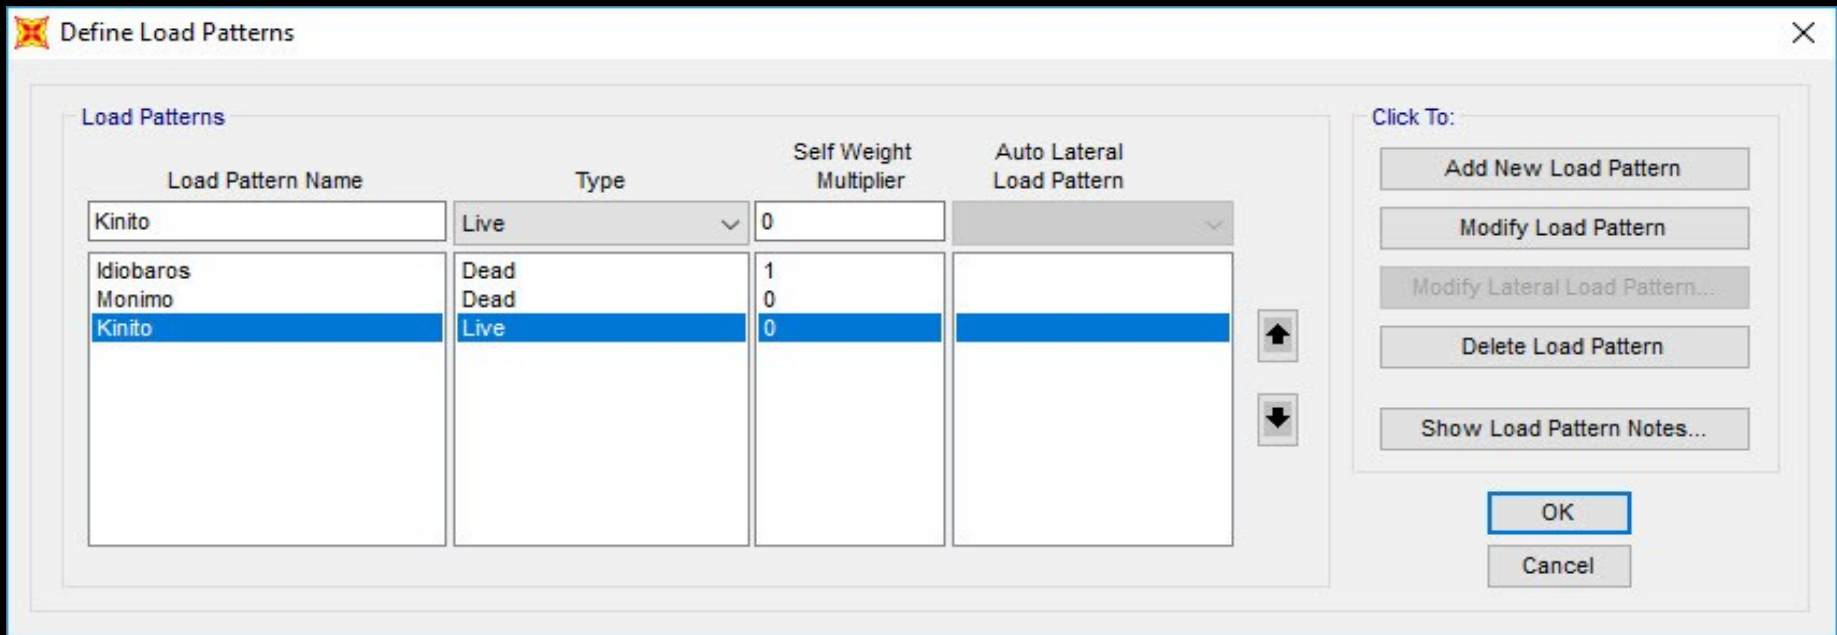 Define Load Patterns
Load Patterns
Load Pattern Name
Type
Self Weight
Multiplier
Auto Lateral
Load Pattern
Kinito
Live
0
Idiobaros Dead 1
Monimo Dead 0
Kinito Live 0
Click To:
Add New Load Pattern
Modify Load Pattern
Modify Lateral Load Pattern...
Delete Load Pattern
Show Load Pattern Notes...
OK
Cancel